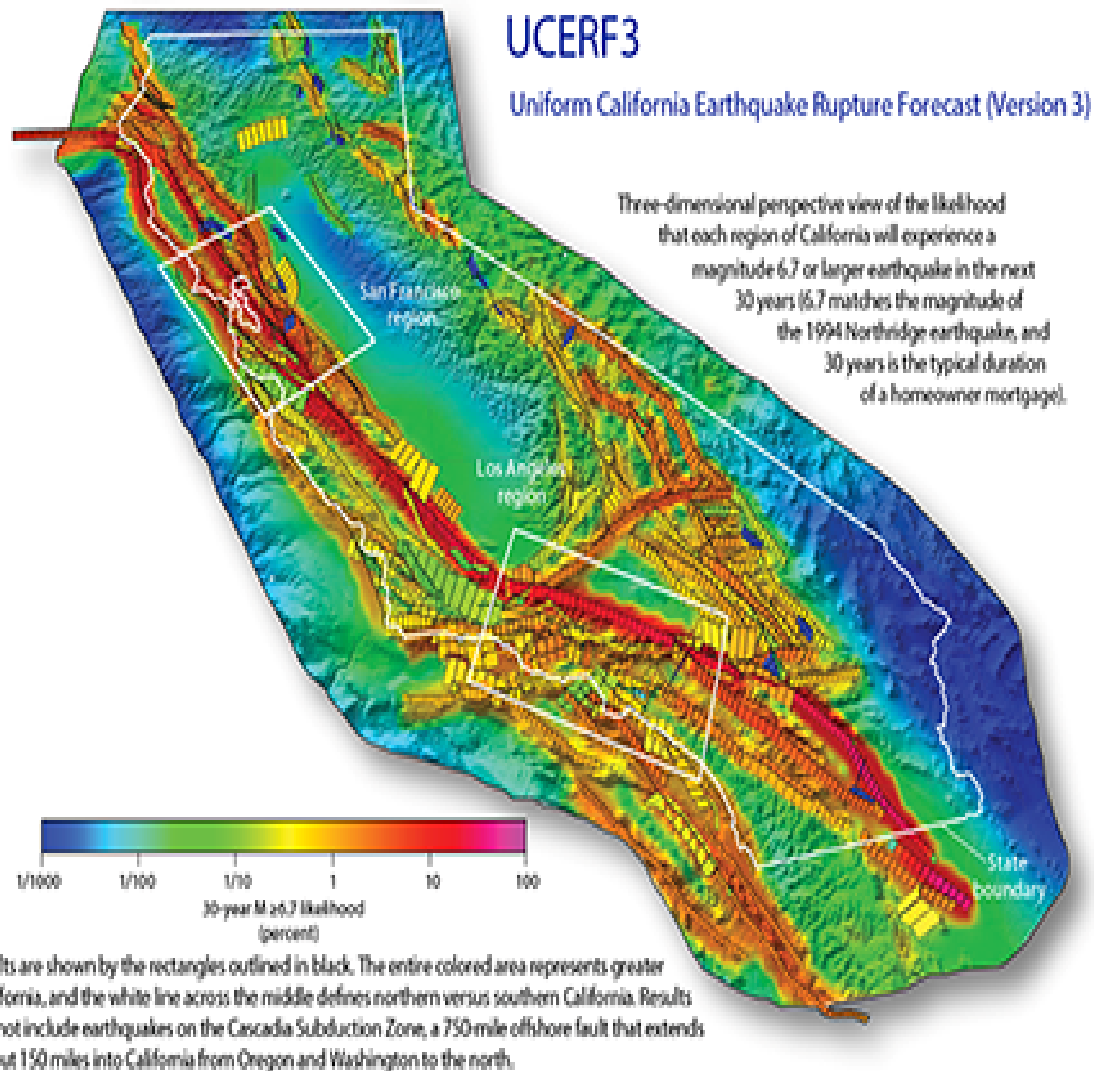 UCERF3
Uniform California Earthquake Rupture Forecast (Version 3)
Three-dimensional perspective view of the likelihood
that each region of California will experience a
magnitude 6.7 or larger earthquake in the next
30 years (6.7 matches the magnitude of
the 1994 Northridge earthquake, and
30 years is the typical duration
of a homeowner mortgage).
San Francisco
region
Los Angeles
region
State
boundary
1/1000 1/100 1/10 1 10 100
30-year M ≥6.7 likelihood
(percent)
lts are shown by the rectangles outlined in black. The entire colored area represents greater
ifornia, and the white line across the middle defines northern versus southern California. Results
not include earthquakes on the Cascadia Subduction Zone, a 750-mile offshore fault that extends
out 150 miles into California from Oregon and Washington to the north.